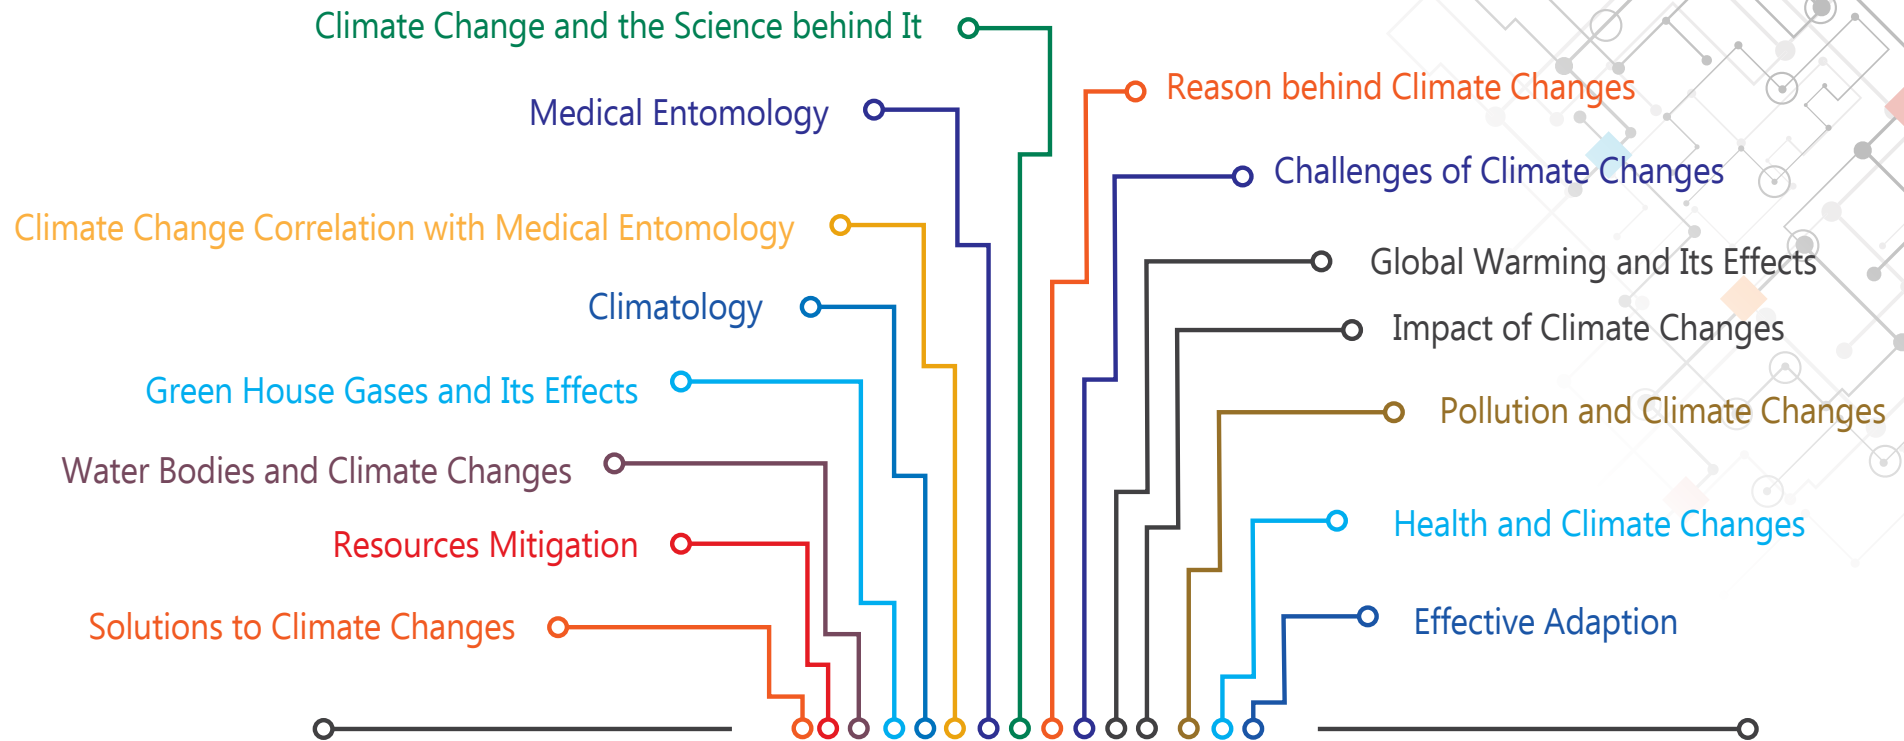 Climate Change and the Science behind It
Medical Entomology
Climate Change Correlation with Medical Entomology
Climatology
Green House Gases and Its Effects
Water Bodies and Climate Changes
Resources Mitigation
Solutions to Climate Changes
Reason behind Climate Changes
Challenges of Climate Changes
Global Warming and Its Effects
Impact of Climate Changes
Pollution and Climate Changes
Health and Climate Changes
Effective Adaption